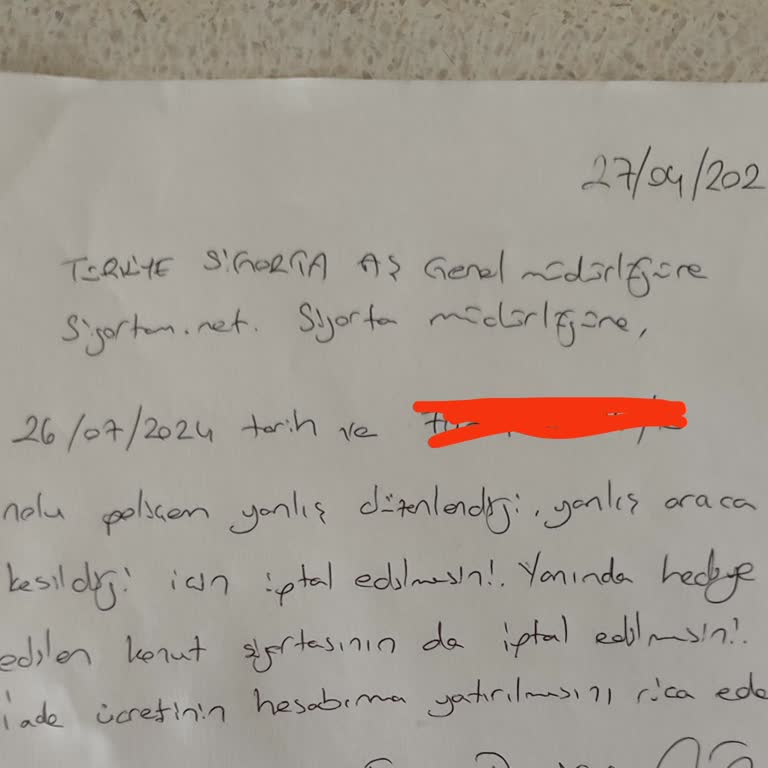 27/04/202
TÜRKİYE SİGORTA AŞ Genel müdürlüğüne
Sigortam.net. Sigorta müdürlüğüne,
26/07/2024 tarih ve
nolu poliçem yanlış düzenlendiği, yanlış araca
kesildiği için iptal edilmesini. Yanında hediye
edilen konut sigortasının da iptal edilmesini.
iade ücretinin hesabıma yatırılmasını rica ede